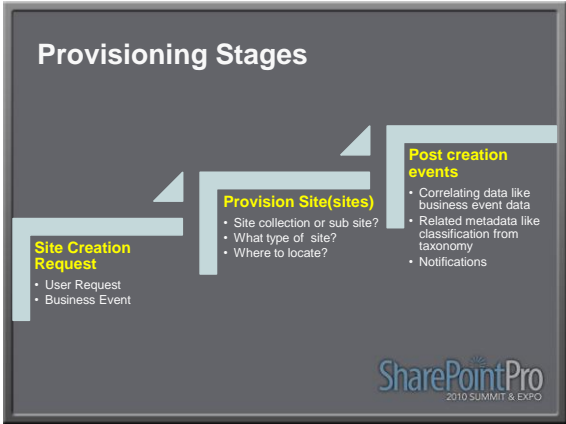 Provisioning Stages
Site Creation
Request
• User Request
• Business Event
Provision Site(sites)
• Site collection or sub site?
• What type of site?
• Where to locate?
Post creation
events
• Correlating data like
business event data
• Related metadata like
classification from
taxonomy
• Notifications
SharePointPro
2010 SUMMIT & EXPO